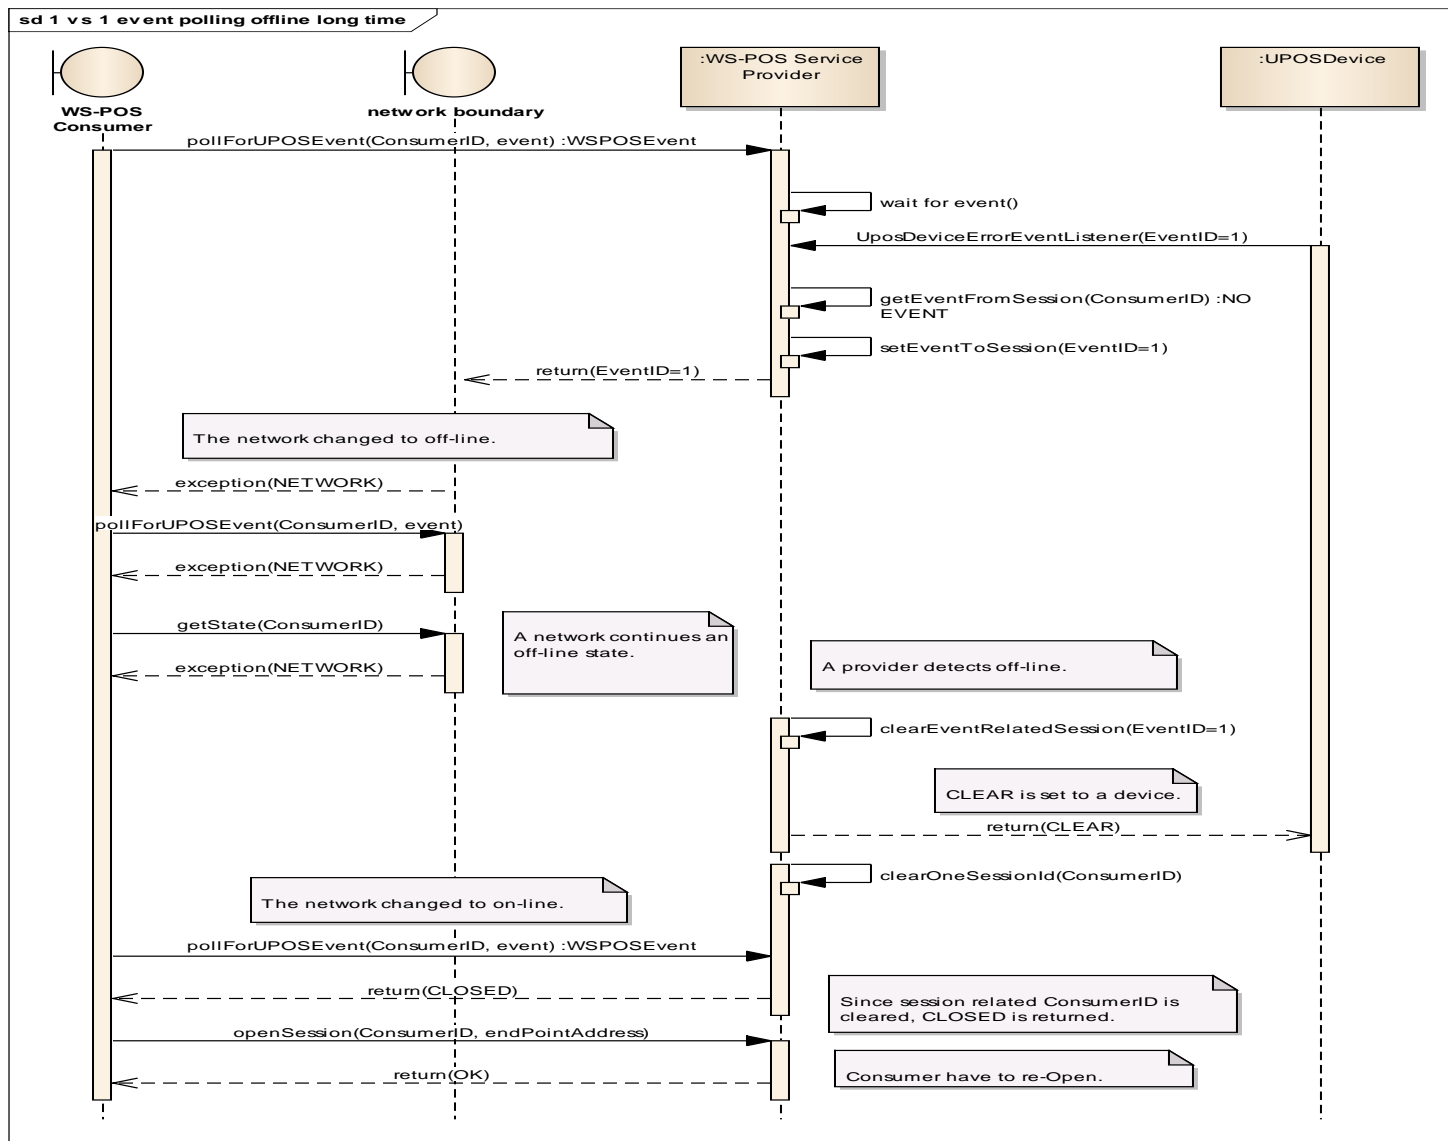 sd 1 vs 1 event polling offline long time
WS-POS
Consumer
network boundary
:WS-POS Service
Provider
:UPOSDevice
pollForUPOSEvent(ConsumerID, event) :WSPOSEvent
wait for event()
UposDeviceErrorEventListener(EventID=1)
getEventFromSession(ConsumerID) :NO
EVENT
setEventToSession(EventID=1)
return(EventID=1)
The network changed to off-line.
exception(NETWORK)
pollForUPOSEvent(ConsumerID, event)
exception(NETWORK)
getState(ConsumerID)
A network continues an
off-line state.
exception(NETWORK)
A provider detects off-line.
clearEventRelatedSession(EventID=1)
CLEAR is set to a device.
return(CLEAR)
clearOneSessionId(ConsumerID)
The network changed to on-line.
pollForUPOSEvent(ConsumerID, event) :WSPOSEvent
return(CLOSED)
Since session related ConsumerID is
cleared, CLOSED is returned.
openSession(ConsumerID, endPointAddress)
return(OK)
Consumer have to re-Open.